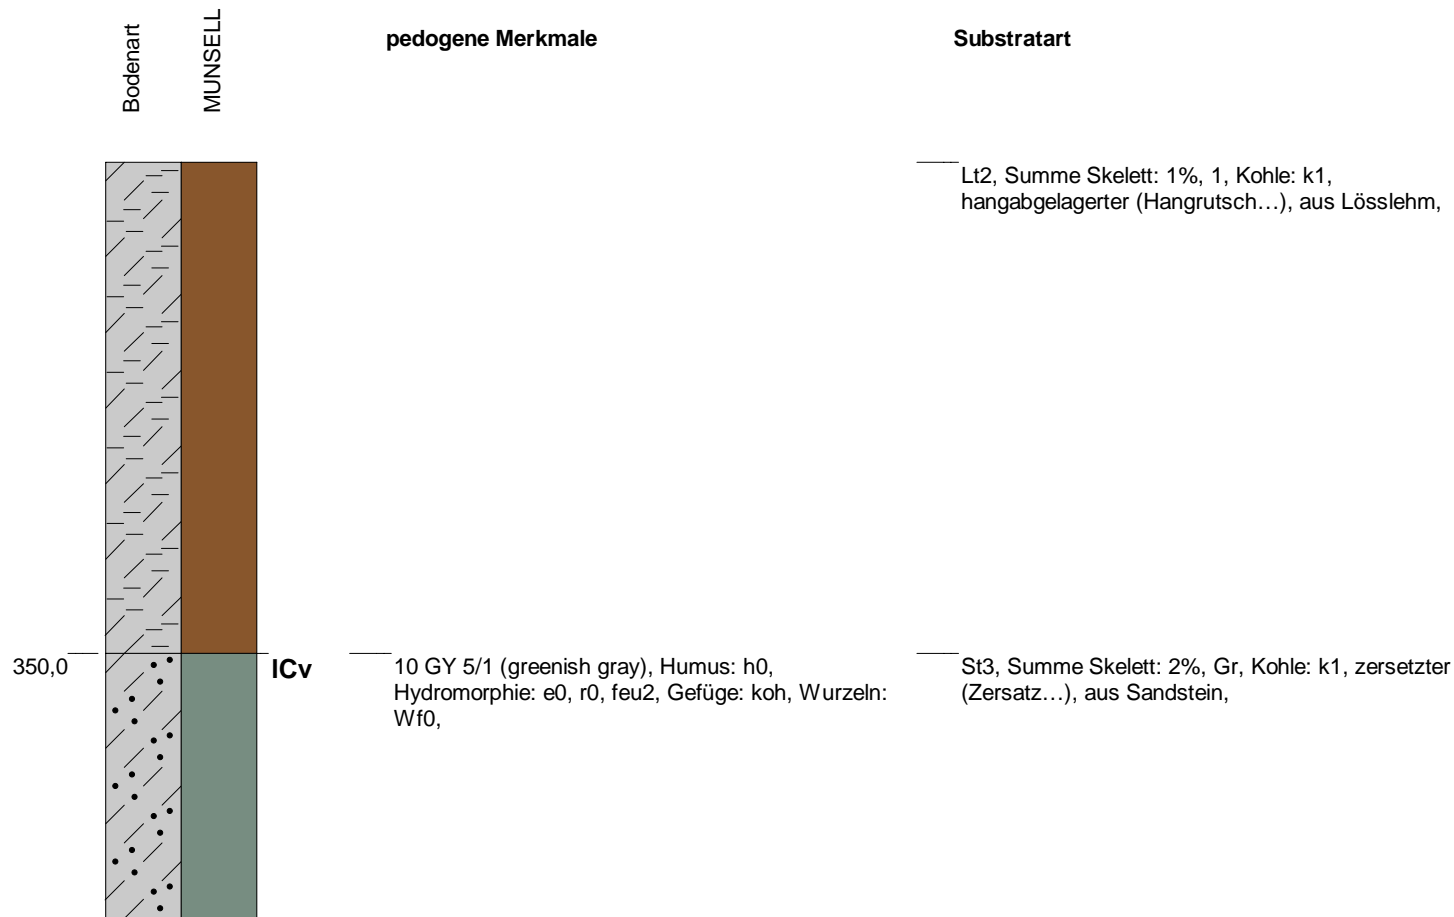 Bodenart
MUNSELL
pedogene Merkmale
Substratart
Lt2, Summe Skelett: 1%, 1, Kohle: k1,
hangabgelagerter (Hangrutsch…), aus Lösslehm,
350,0
ICv
10 GY 5/1 (greenish gray), Humus: h0,
Hydromorphie: e0, r0, feu2, Gefüge: koh, Wurzeln:
Wf0,
St3, Summe Skelett: 2%, Gr, Kohle: k1, zersetzter
(Zersatz…), aus Sandstein,